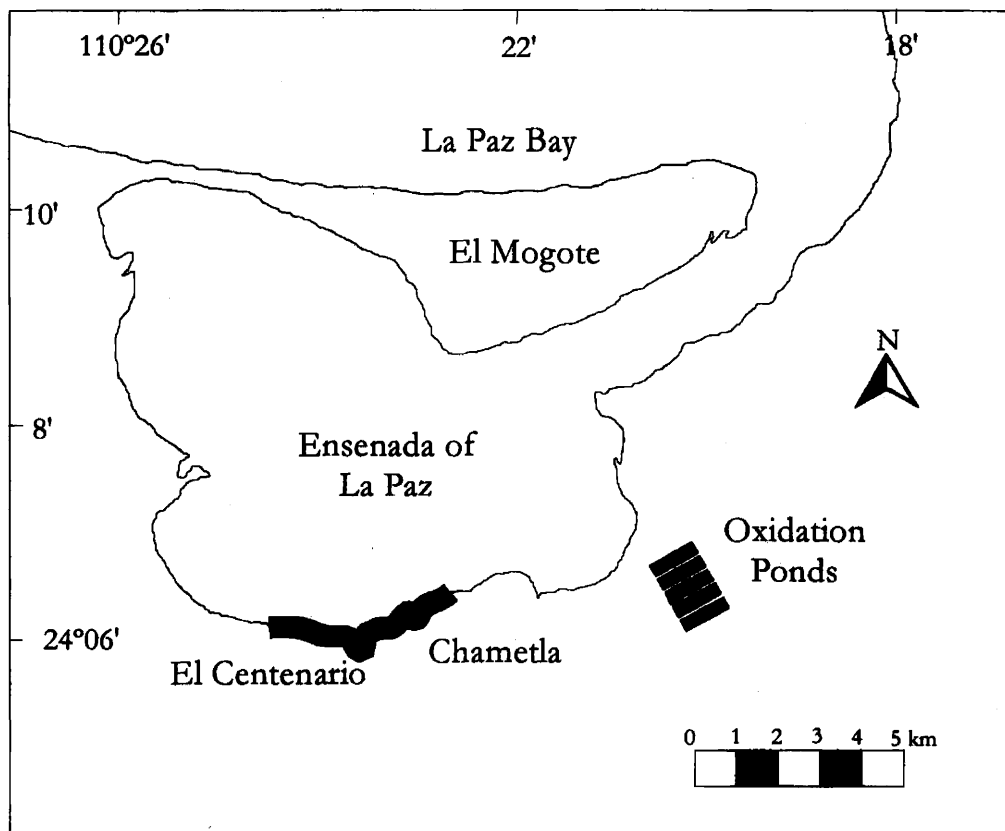 110°26' 22' 18'
La Paz Bay
10'
El Mogote
N
8'
Ensenada of
La Paz
Oxidation
Ponds
24°06'
Chametla
El Centenario
0 1 2 3 4 5 km